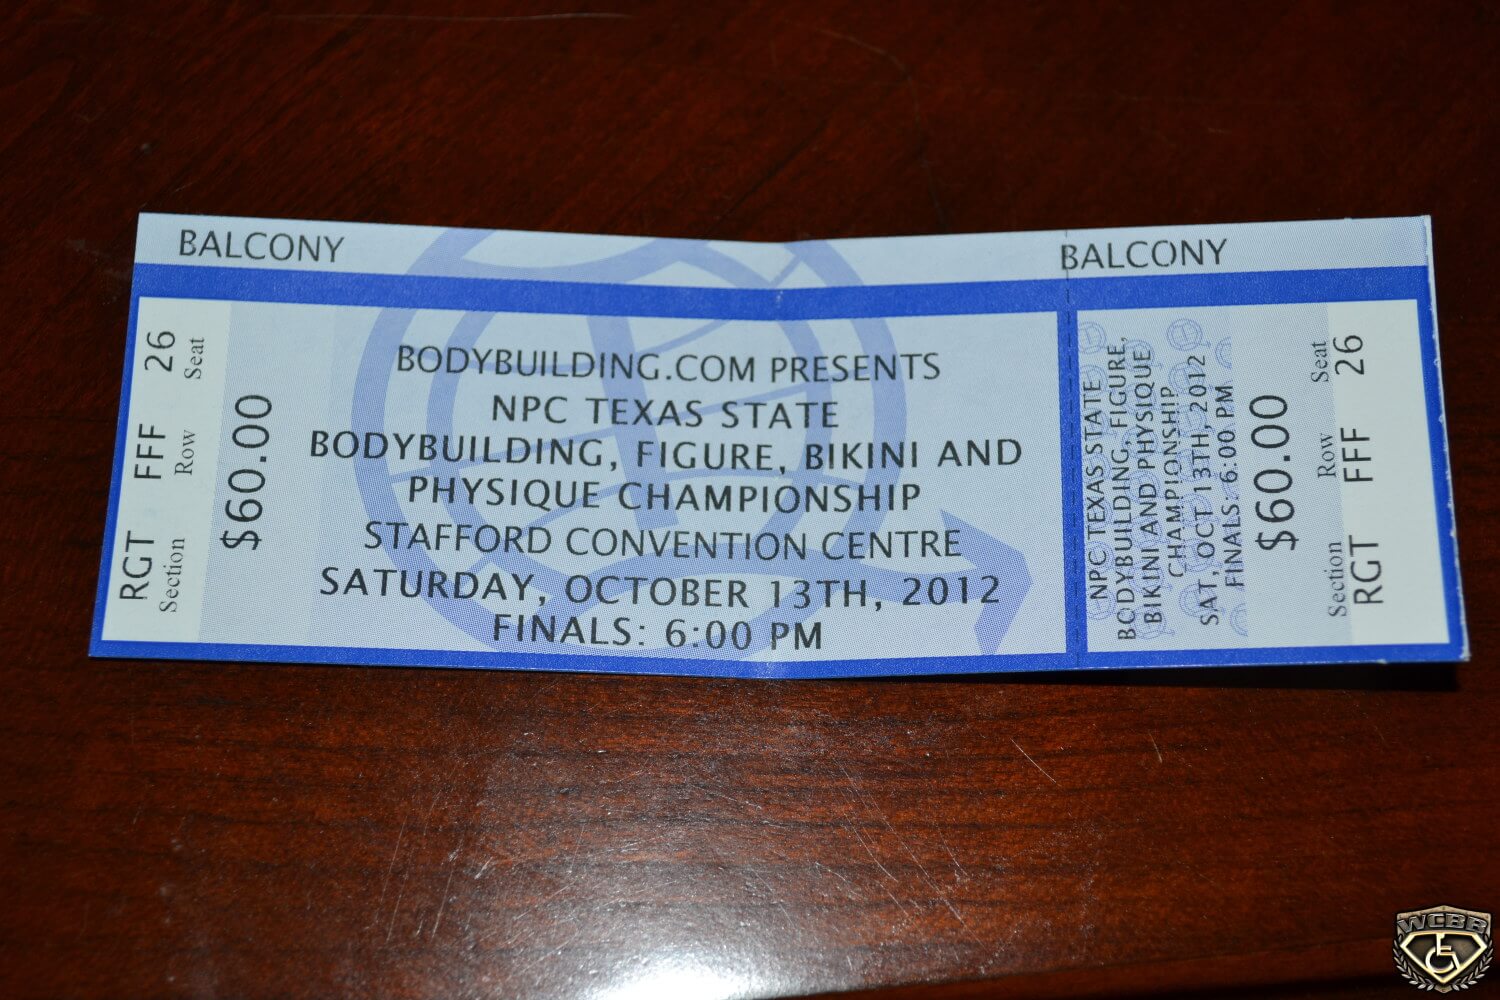 BALCONY
RGT FFF 26
Section Row Seat
$60.00
BODYBUILDING.COM PRESENTS
NPC TEXAS STATE
BODYBUILDING, FIGURE, BIKINI AND
PHYSIQUE CHAMPIONSHIP
STAFFORD CONVENTION CENTRE
SATURDAY, OCTOBER 13TH, 2012
FINALS: 6:00 PM
BALCONY
NPC TEXAS STATE
BODYBUILDING, FIGURE,
BIKINI AND PHYSIQUE
CHAMPIONSHIP
SAT, OCT 13TH, 2012
FINALS: 6:00 PM
$60.00
Section Row Seat
RGT FFF 26
WCBB